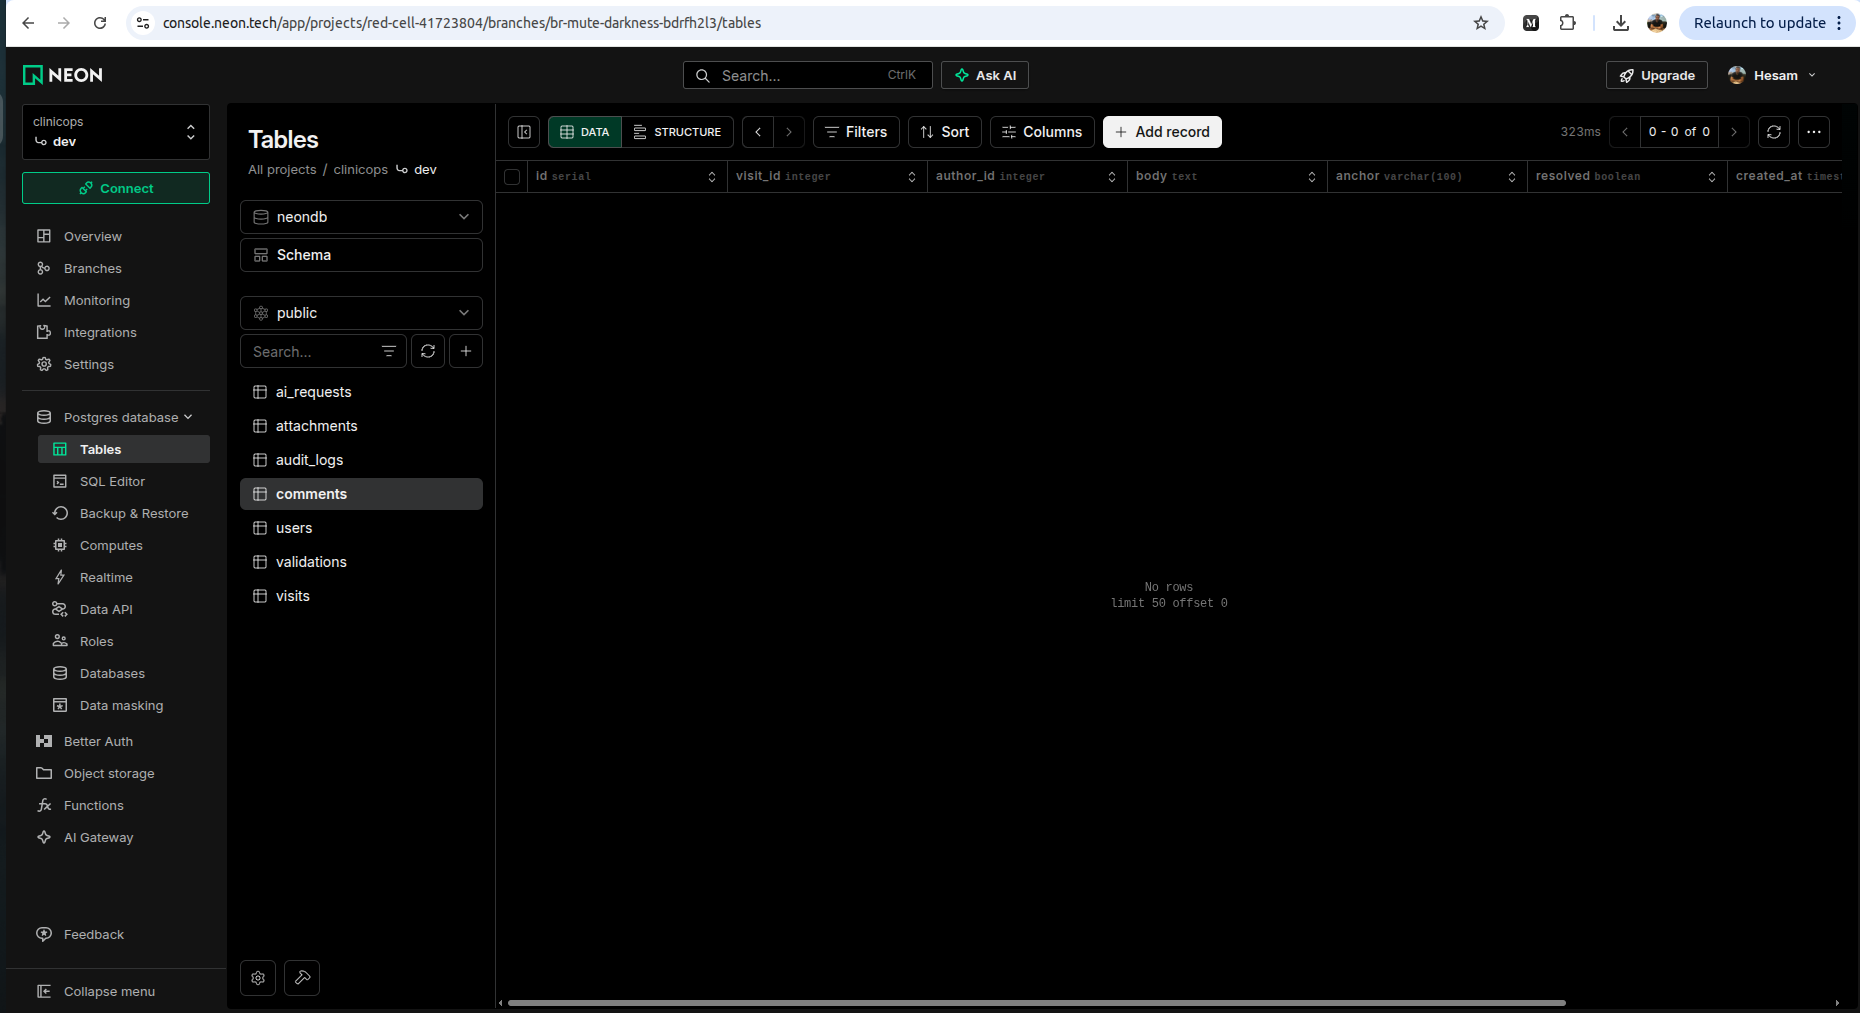 console.neon.tech/app/projects/red-cell-41723804/branches/br-mute-darkness-bdrfh2l3/tables
M
Relaunch to update
NEON
Search...
CtrlK
Ask AI
Upgrade
Hesam
clinicops
dev
Connect
Overview
Branches
Monitoring
Integrations
Settings
Postgres database
Tables
SQL Editor
Backup & Restore
Computes
Realtime
Data API
Roles
Databases
Data masking
Better Auth
Object storage
Functions
AI Gateway
Feedback
Collapse menu
Tables
All projects / clinicops dev
neondb
Schema
public
Search...
ai_requests
attachments
audit_logs
comments
users
validations
visits
DATA STRUCTURE Filters Sort Columns + Add record 323ms 0 - 0 of 0
id serial visit_id integer author_id integer body text anchor varchar(100) resolved boolean created_at times
No rows
limit 50 offset 0